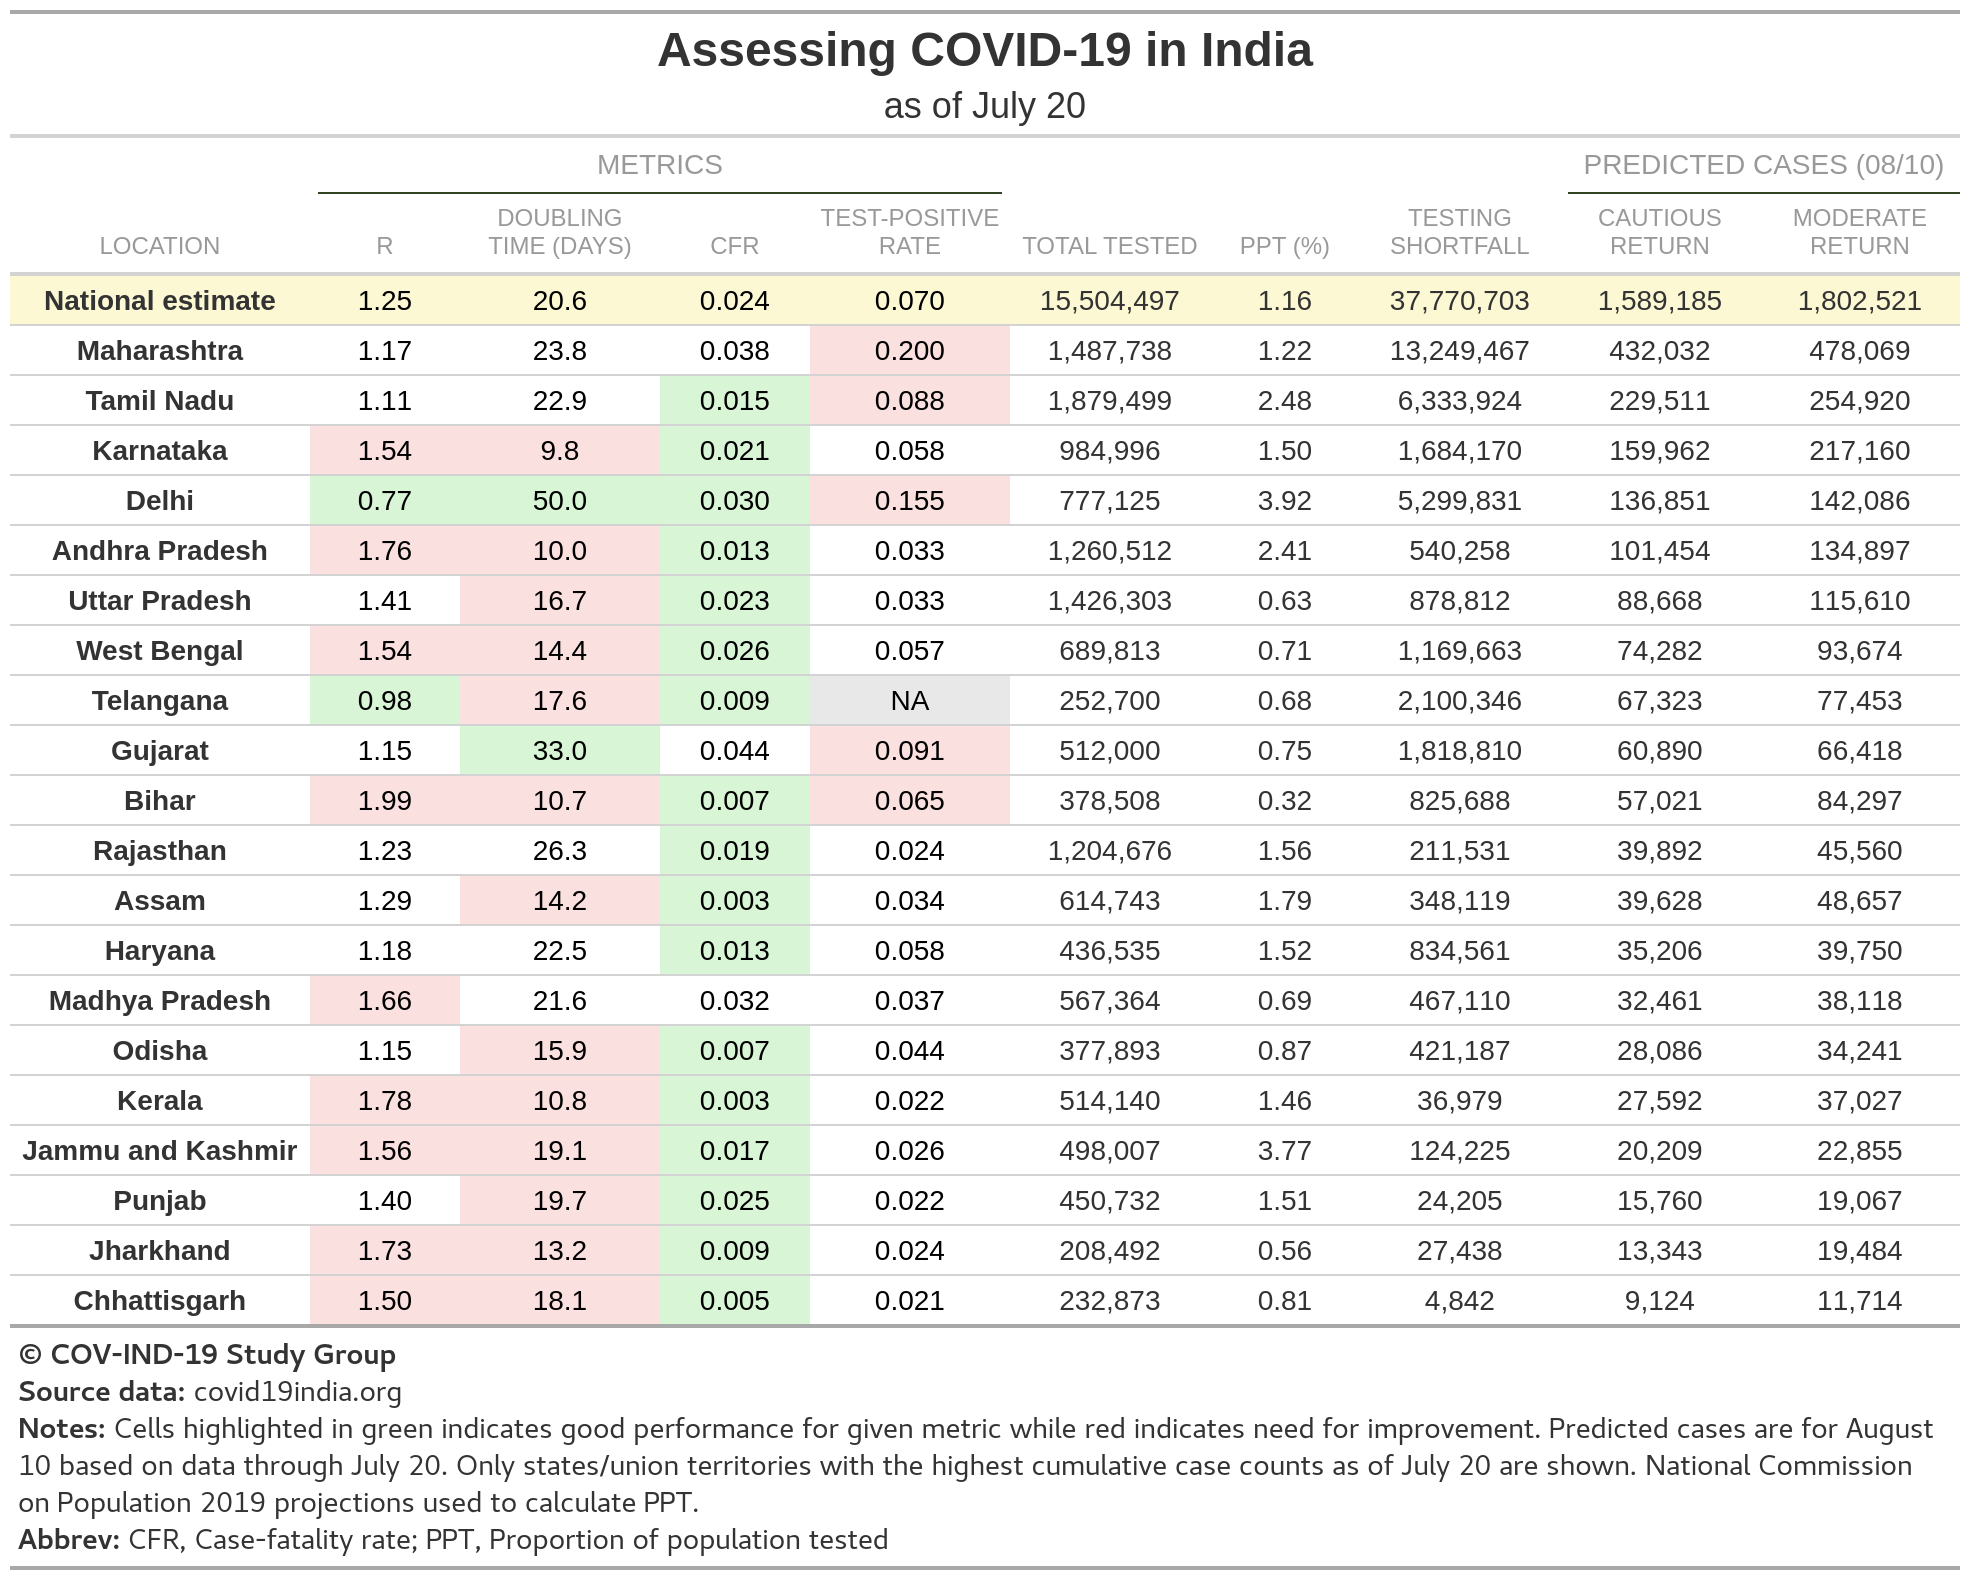 Assessing COVID-19 in India
as of July 20
METRICS PREDICTED CASES (08/10)
LOCATION R DOUBLING TIME (DAYS) CFR TEST-POSITIVE RATE TOTAL TESTED PPT (%) TESTING SHORTFALL CAUTIOUS RETURN MODERATE RETURN
National estimate 1.25 20.6 0.024 0.070 15,504,497 1.16 37,770,703 1,589,185 1,802,521
Maharashtra 1.17 23.8 0.038 0.200 1,487,738 1.22 13,249,467 432,032 478,069
Tamil Nadu 1.11 22.9 0.015 0.088 1,879,499 2.48 6,333,924 229,511 254,920
Karnataka 1.54 9.8 0.021 0.058 984,996 1.50 1,684,170 159,962 217,160
Delhi 0.77 50.0 0.030 0.155 777,125 3.92 5,299,831 136,851 142,086
Andhra Pradesh 1.76 10.0 0.013 0.033 1,260,512 2.41 540,258 101,454 134,897
Uttar Pradesh 1.41 16.7 0.023 0.033 1,426,303 0.63 878,812 88,668 115,610
West Bengal 1.54 14.4 0.026 0.057 689,813 0.71 1,169,663 74,282 93,674
Telangana 0.98 17.6 0.009 NA 252,700 0.68 2,100,346 67,323 77,453
Gujarat 1.15 33.0 0.044 0.091 512,000 0.75 1,818,810 60,890 66,418
Bihar 1.99 10.7 0.007 0.065 378,508 0.32 825,688 57,021 84,297
Rajasthan 1.23 26.3 0.019 0.024 1,204,676 1.56 211,531 39,892 45,560
Assam 1.29 14.2 0.003 0.034 614,743 1.79 348,119 39,628 48,657
Haryana 1.18 22.5 0.013 0.058 436,535 1.52 834,561 35,206 39,750
Madhya Pradesh 1.66 21.6 0.032 0.037 567,364 0.69 467,110 32,461 38,118
Odisha 1.15 15.9 0.007 0.044 377,893 0.87 421,187 28,086 34,241
Kerala 1.78 10.8 0.003 0.022 514,140 1.46 36,979 27,592 37,027
Jammu and Kashmir 1.56 19.1 0.017 0.026 498,007 3.77 124,225 20,209 22,855
Punjab 1.40 19.7 0.025 0.022 450,732 1.51 24,205 15,760 19,067
Jharkhand 1.73 13.2 0.009 0.024 208,492 0.56 27,438 13,343 19,484
Chhattisgarh 1.50 18.1 0.005 0.021 232,873 0.81 4,842 9,124 11,714
© COV-IND-19 Study Group
Source data: covid19india.org
Notes: Cells highlighted in green indicates good performance for given metric while red indicates need for improvement. Predicted cases are for August
10 based on data through July 20. Only states/union territories with the highest cumulative case counts as of July 20 are shown. National Commission
on Population 2019 projections used to calculate PPT.
Abbrev: CFR, Case-fatality rate; PPT, Proportion of population tested